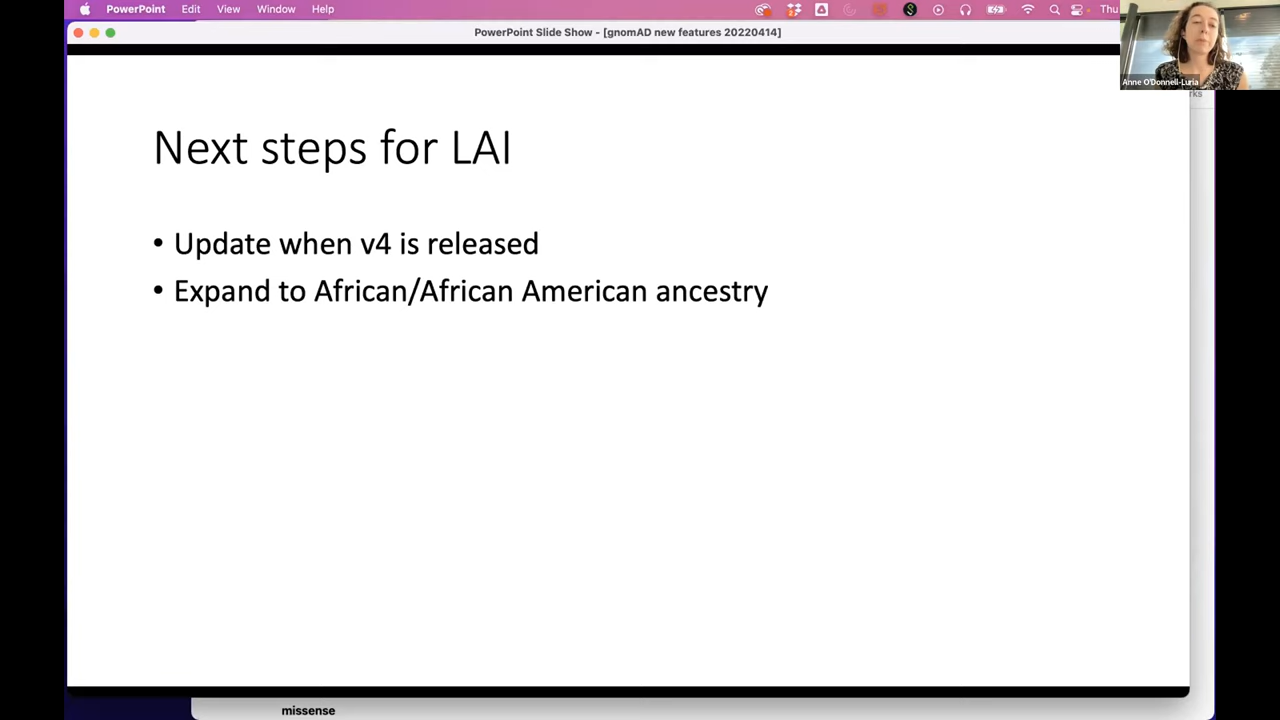 PowerPoint Edit View Window Help Thu
PowerPoint Slide Show - [gnomAD new features 20220414]
Anne O'Donnell-Luria
rks
Next steps for LAI
• Update when v4 is released
• Expand to African/African American ancestry
missense